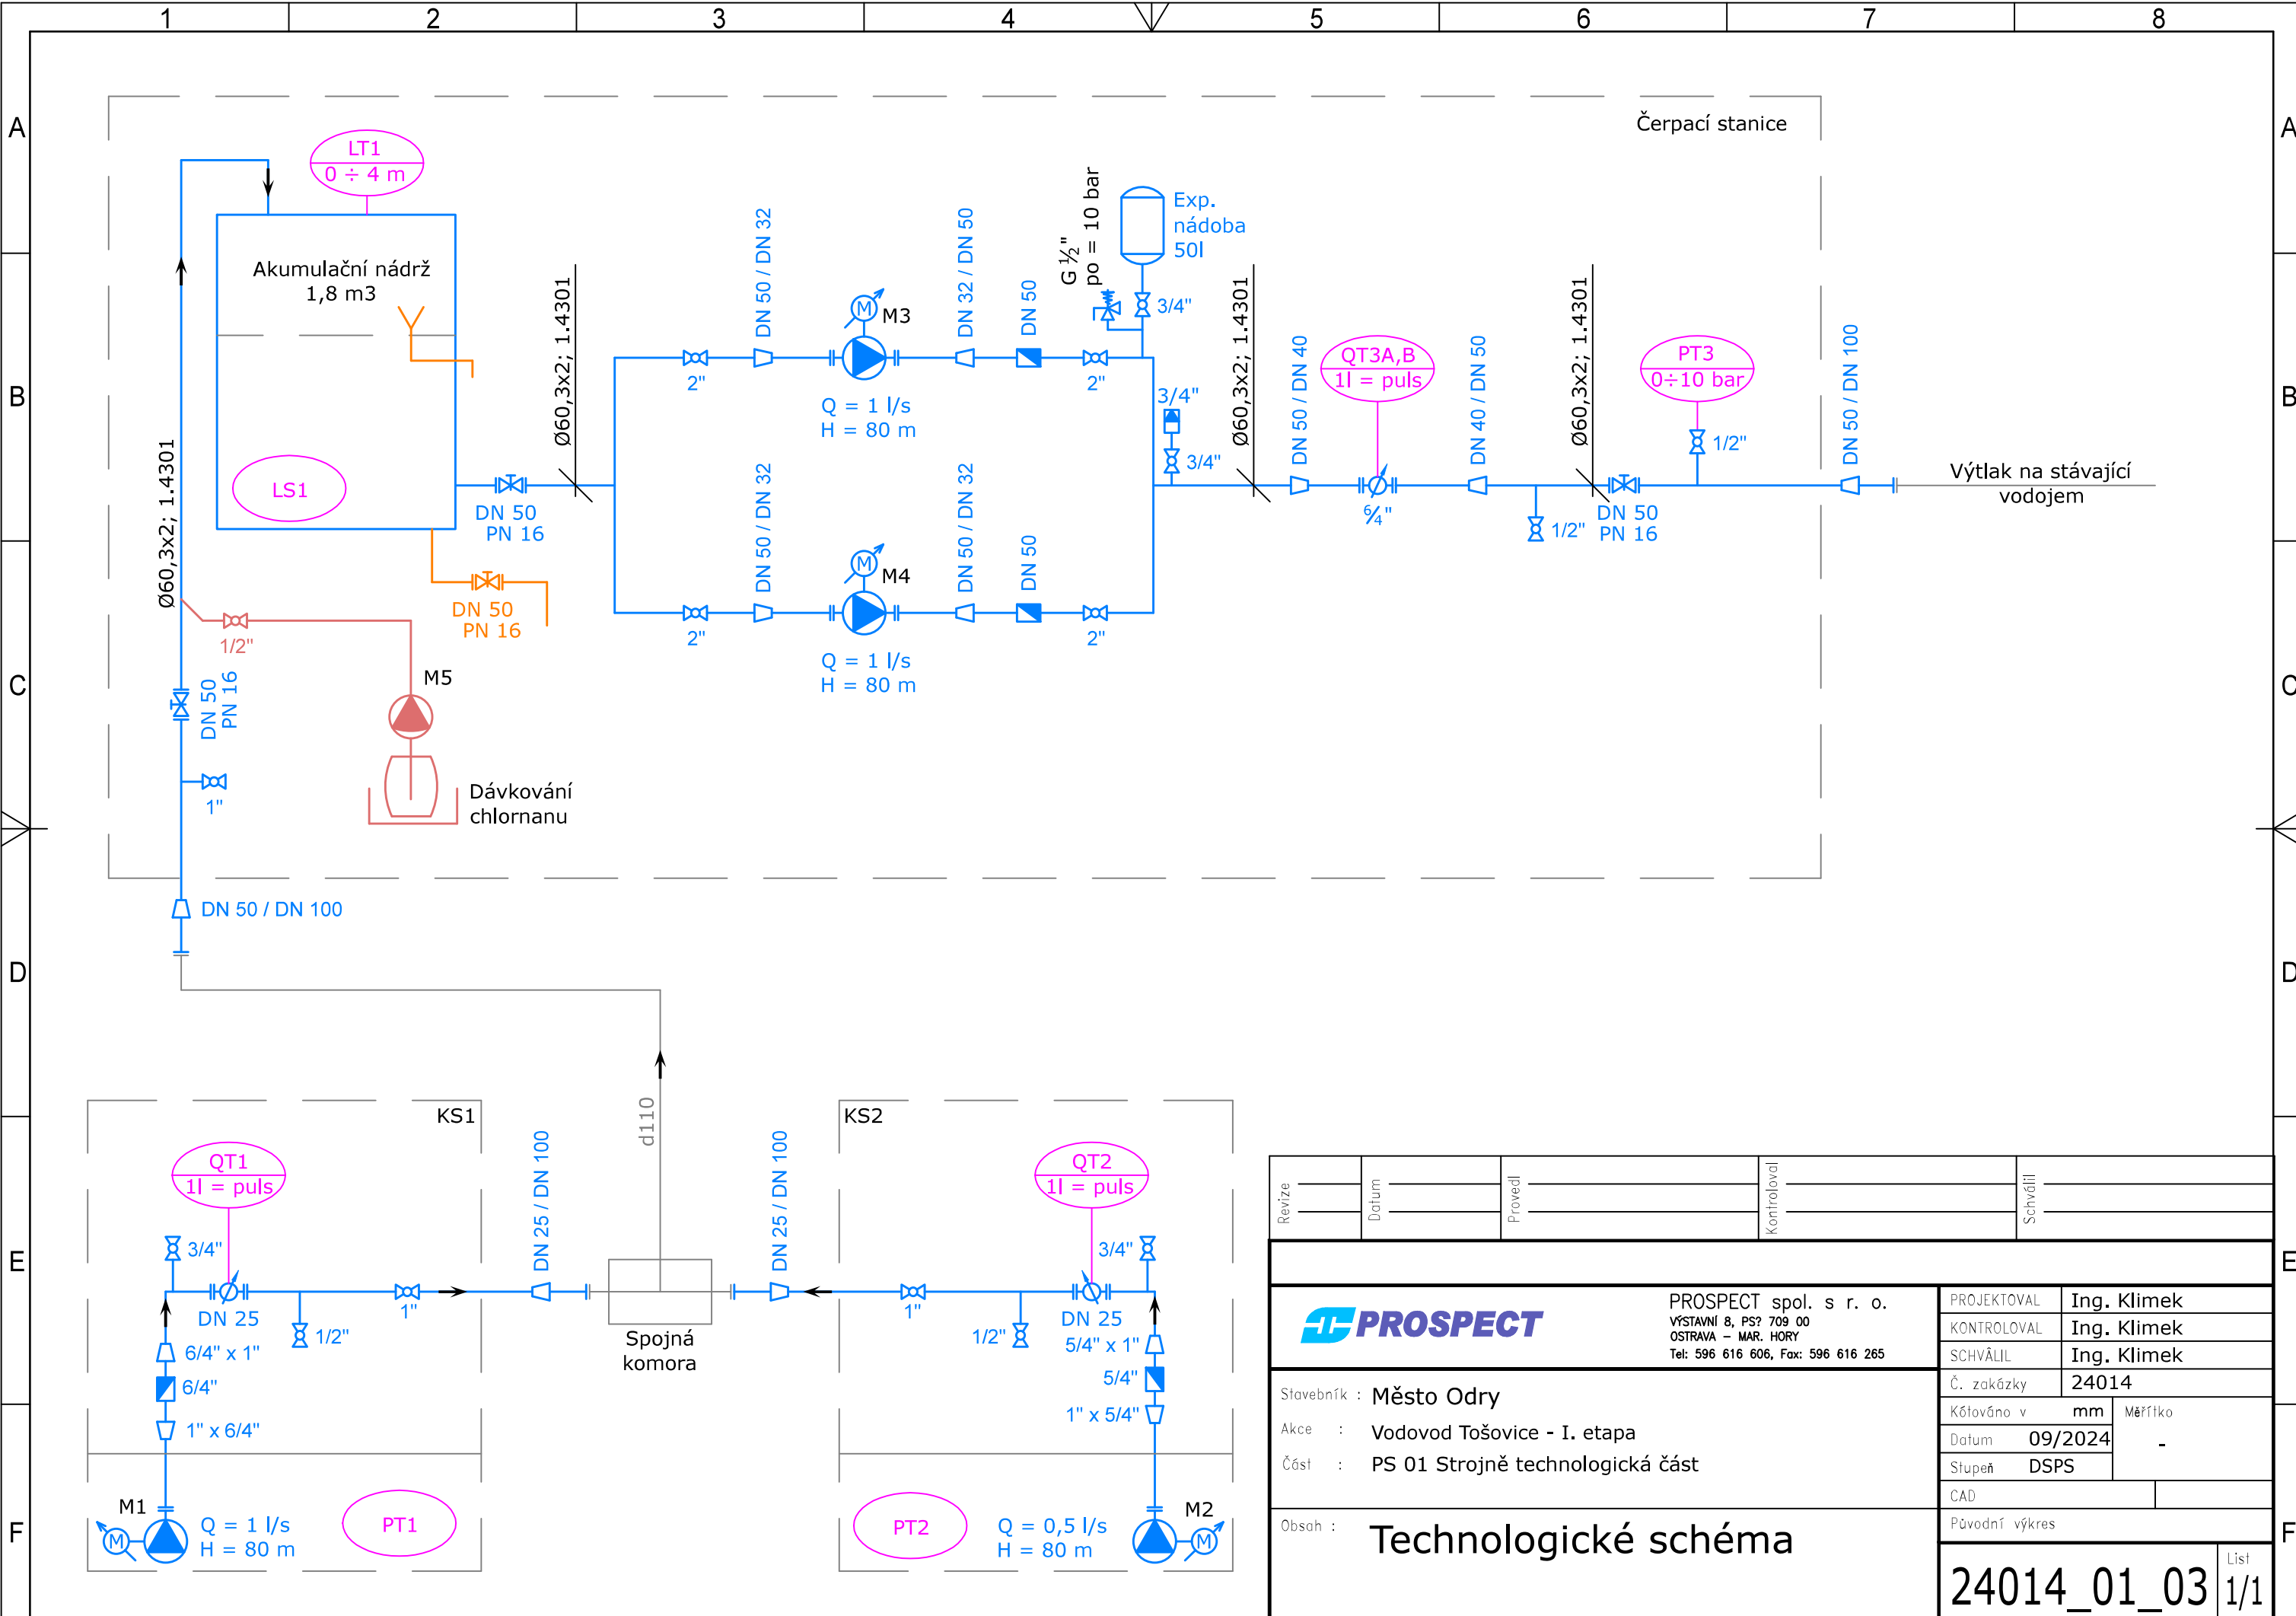 1 2 3 4 5 6 7 8
A
B
C
D
E
F
A
B
C
D
E
F
Čerpací stanice
LT1
0 ÷ 4 m
Akumulační nádrž
1,8 m3
LS1
Ø60,3x2; 1.4301
DN 50
PN 16
DN 50
PN 16
1/2"
M5
Dávkování
chlornanu
DN 50
PN 16
1"
DN 50 / DN 100
Ø60,3x2; 1.4301
2"
DN 50 / DN 32
M
M3
Q = 1 l/s
H = 80 m
DN 32 / DN 50
DN 50
2"
G ½"
po = 10 bar
Exp.
nádoba
50l
3/4"
2"
DN 50 / DN 32
M
M4
Q = 1 l/s
H = 80 m
DN 50 / DN 32
DN 50
2"
3/4"
3/4"
Ø60,3x2; 1.4301
DN 50 / DN 40
QT3A,B
1l = puls
6/4"
DN 40 / DN 50
1/2"
Ø60,3x2; 1.4301
DN 50
PN 16
PT3
0÷10 bar
1/2"
DN 50 / DN 100
Výtlak na stávající
vodojem
KS1
QT1
1l = puls
3/4"
DN 25
1/2"
1"
6/4" x 1"
6/4"
1" x 6/4"
M1
M
Q = 1 l/s
H = 80 m
PT1
DN 25 / DN 100
d110
Spojná
komora
DN 25 / DN 100
KS2
QT2
1l = puls
3/4"
1"
1/2"
DN 25
5/4" x 1"
5/4"
1" x 5/4"
M2
M
PT2
Q = 0,5 l/s
H = 80 m
Revize
Datum
Provedl
Kontroloval
Schválil
PROSPECT
PROSPECT spol. s r. o.
VÝSTAVNÍ 8, PS? 709 00
OSTRAVA - MAR. HORY
Tel: 596 616 606, Fax: 596 616 265
PROJEKTOVAL Ing. Klimek
KONTROLOVAL Ing. Klimek
SCHVÁLIL Ing. Klimek
Č. zakázky 24014
Kótováno v mm Měřítko
Datum 09/2024 -
Stupeň DSPS
CAD
Původní výkres
Stavebník : Město Odry
Akce : Vodovod Tošovice - I. etapa
Část : PS 01 Strojně technologická část
Obsah : Technologické schéma
24014_01_03
List
1/1